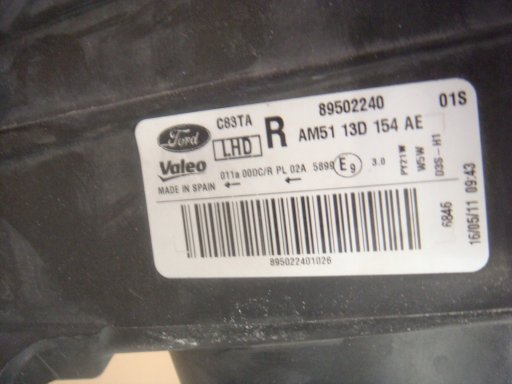 C83TA 89502240 01S
Ford LHD R AM51 13D 154 AE
Valeo 011a 00DC/R PL 02A 5899 E9 3.0
MADE IN SPAIN
PY21W
W5W
D3S-H1
6846
16/05/11 09:43
895022401026